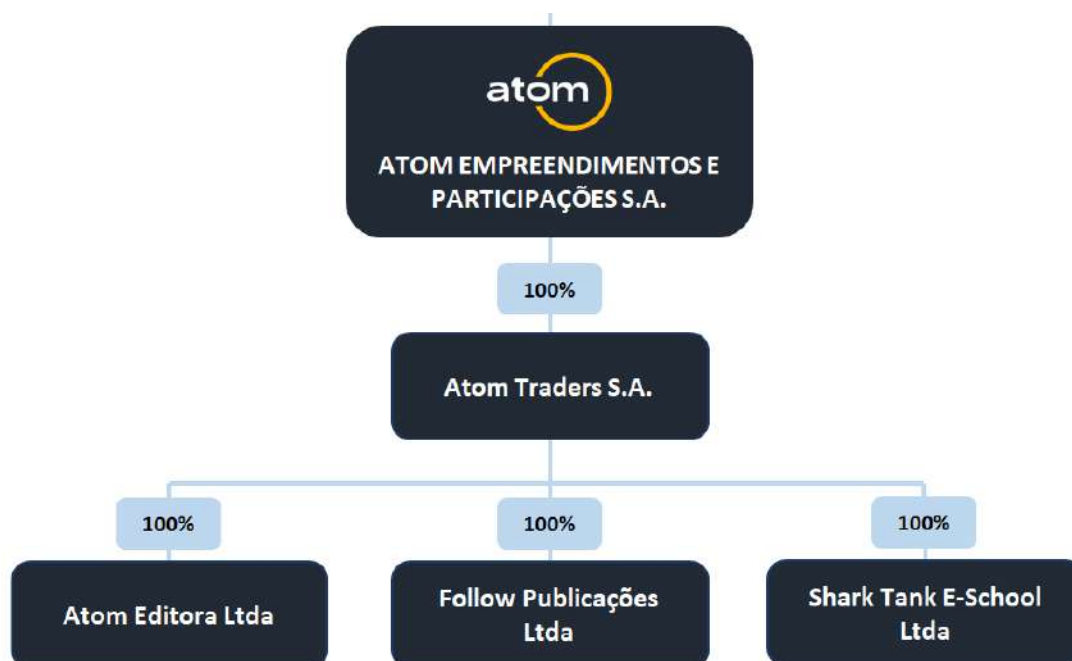 atom
ATOM EMPREENDIMENTOS E
PARTICIPAÇÕES S.A.
100%
Atom Traders S.A.
100%
100%
100%
Atom Editora Ltda
Follow Publicações
Ltda
Shark Tank E-School
Ltda